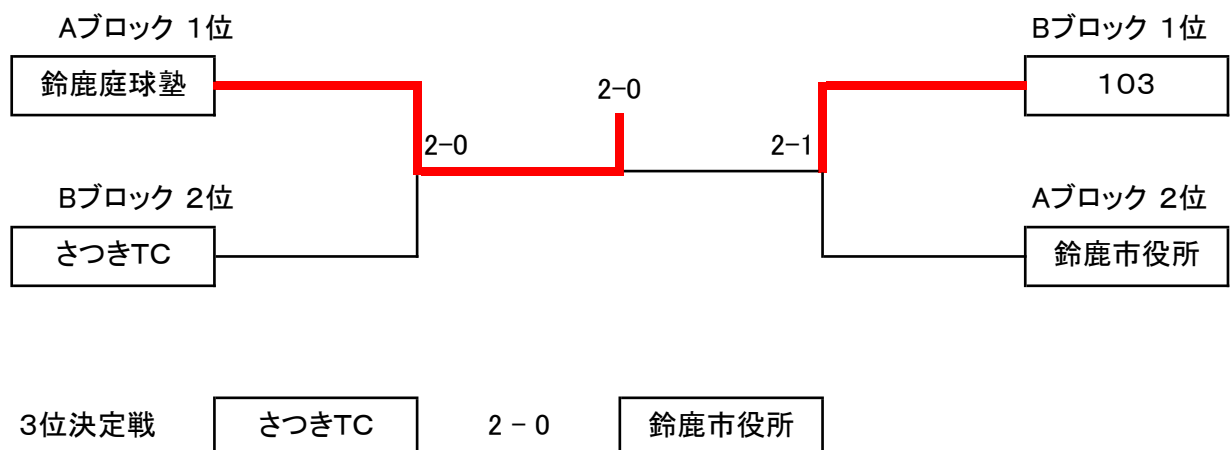 Aブロック 1位
Bブロック 1位
鈴鹿庭球塾
2-0
103
2-0
2-1
Bブロック 2位
Aブロック 2位
さつきTC
鈴鹿市役所
3位決定戦 さつきTC 2-0 鈴鹿市役所